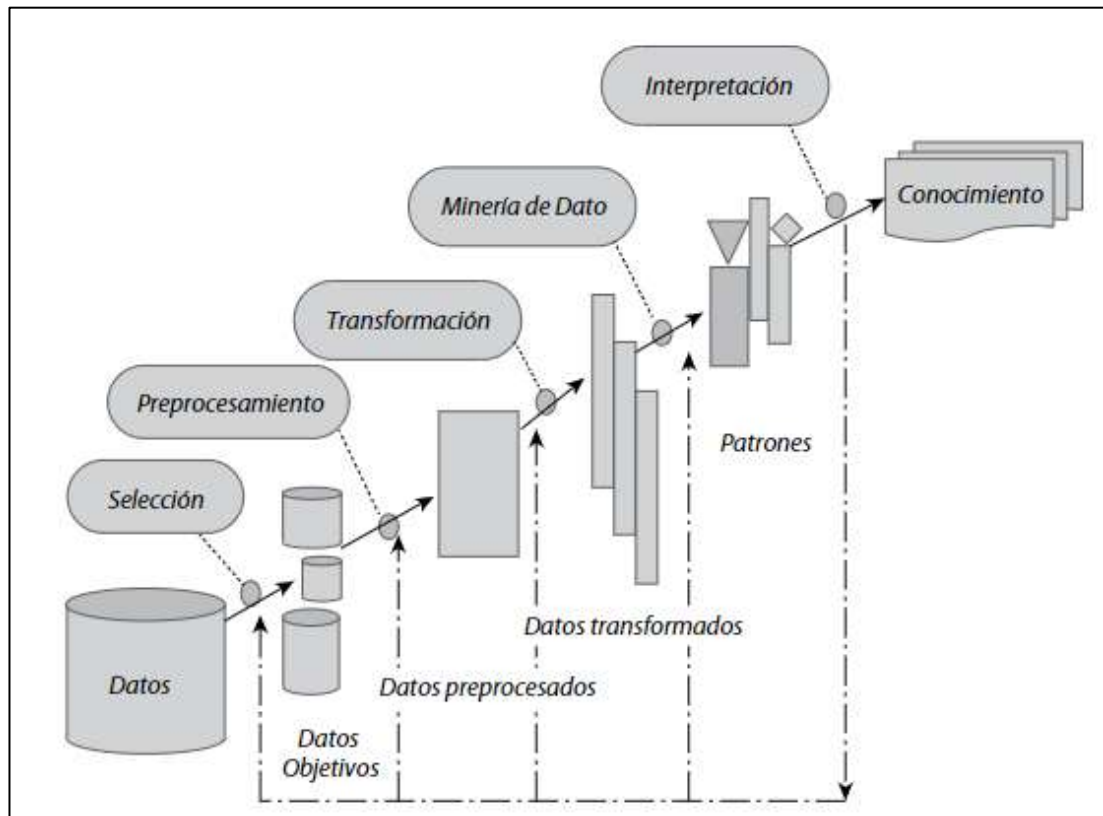 Interpretación
Conocimiento
Minería de Dato
Transformación
Preprocesamiento
Patrones
Selección
Datos transformados
Datos
Datos preprocesados
Datos
Objetivos